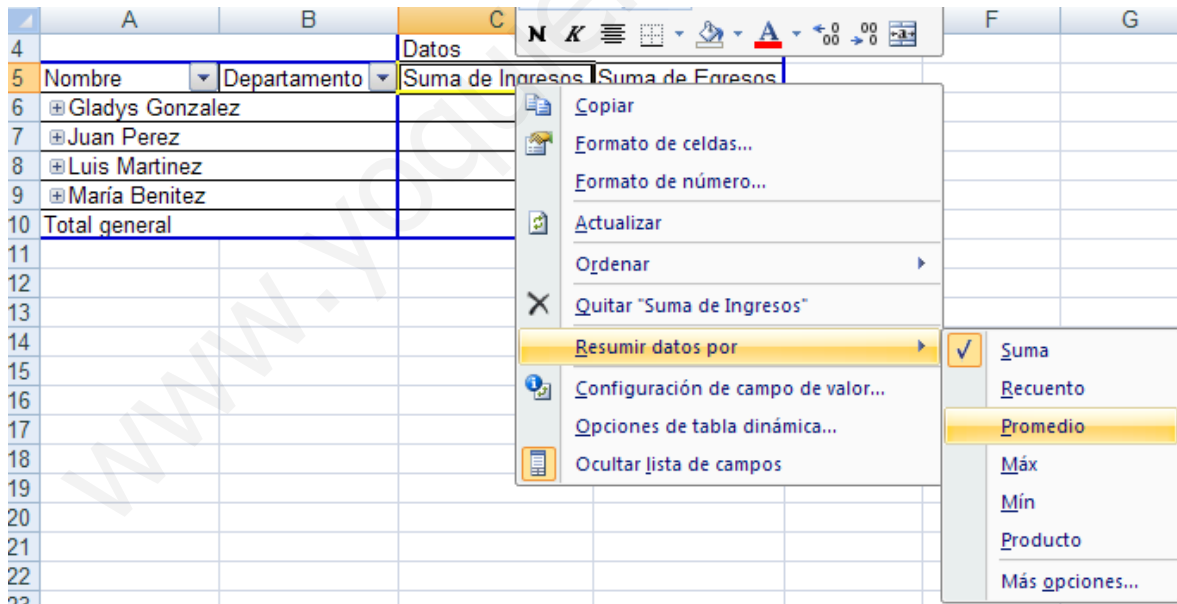 A B C F G
N K A
4 Datos
5 Nombre Departamento Suma de Ingresos Suma de Egresos
6 Gladys Gonzalez
7 Juan Perez
8 Luis Martinez
9 María Benitez
10 Total general
11
12
13
14
15
16
17
18
19
20
21
22
23
Copiar
Formato de celdas...
Formato de número...
Actualizar
Ordenar
Quitar "Suma de Ingresos"
Resumir datos por
Configuración de campo de valor...
Opciones de tabla dinámica...
Ocultar lista de campos
Suma
Recuento
Promedio
Máx
Mín
Producto
Más opciones...